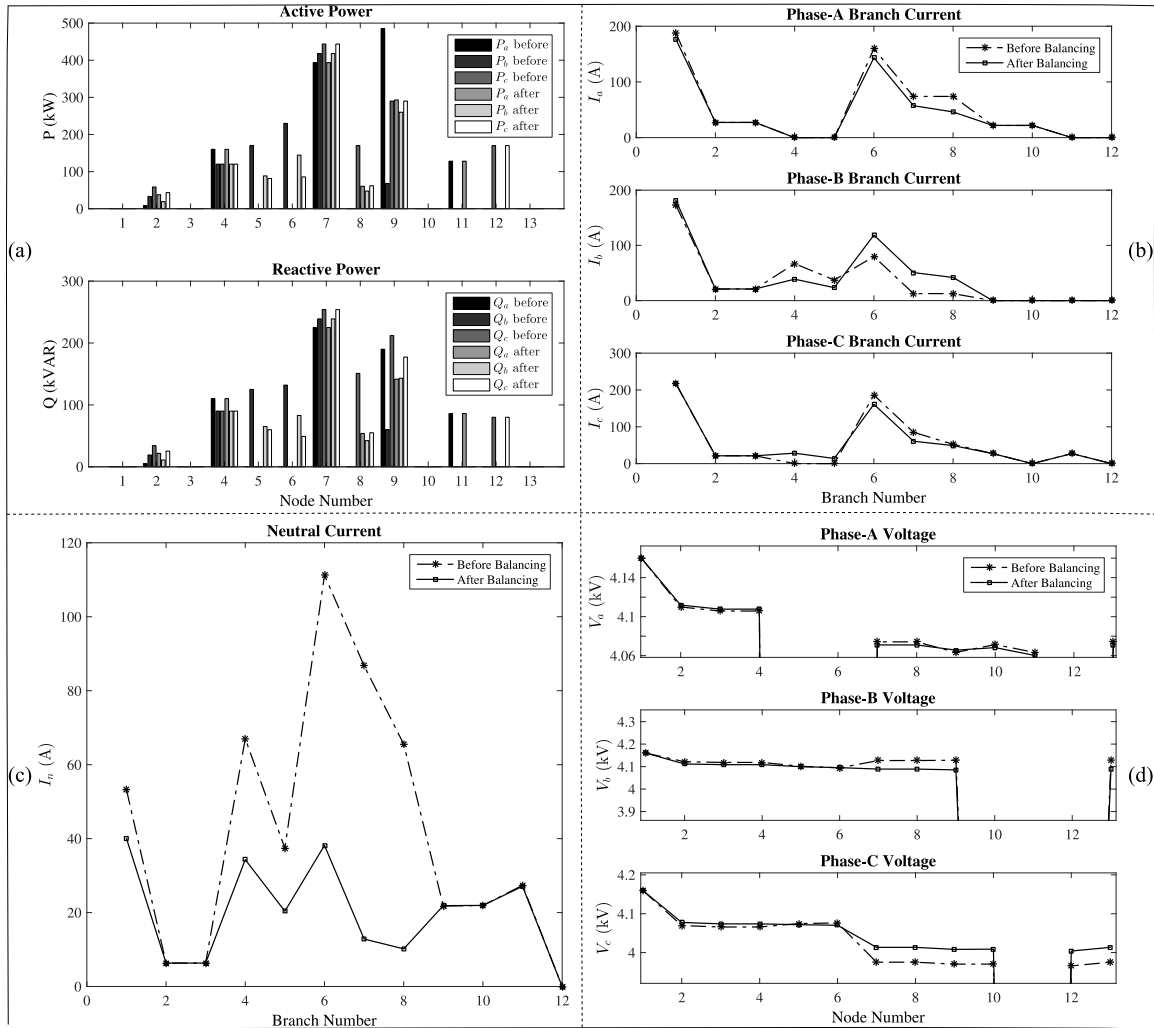 Active Power
500
400
300
200
100
0
P (kW)
P_a before
P_b before
P_c before
P_a after
P_b after
P_c after
1 2 3 4 5 6 7 8 9 10 11 12 13
(a)
Reactive Power
300
200
100
0
Q (kVAR)
Q_a before
Q_b before
Q_c before
Q_a after
Q_b after
Q_c after
1 2 3 4 5 6 7 8 9 10 11 12 13
Node Number
Phase-A Branch Current
200
100
0
I_a (A)
Before Balancing
After Balancing
0 2 4 6 8 10 12
Phase-B Branch Current
200
100
0
I_b (A)
0 2 4 6 8 10 12
(b)
Phase-C Branch Current
300
200
100
0
I_c (A)
0 2 4 6 8 10 12
Branch Number
Neutral Current
120
100
80
60
40
20
0
I_n (A)
Before Balancing
After Balancing
0 2 4 6 8 10 12
Branch Number
(c)
Phase-A Voltage
4.14
4.1
4.06
V_a (kV)
Before Balancing
After Balancing
2 4 6 8 10 12
Phase-B Voltage
4.3
4.2
4.1
4
3.9
V_b (kV)
2 4 6 8 10 12
(d)
Phase-C Voltage
4.2
4.1
4
V_c (kV)
2 4 6 8 10 12
Node Number